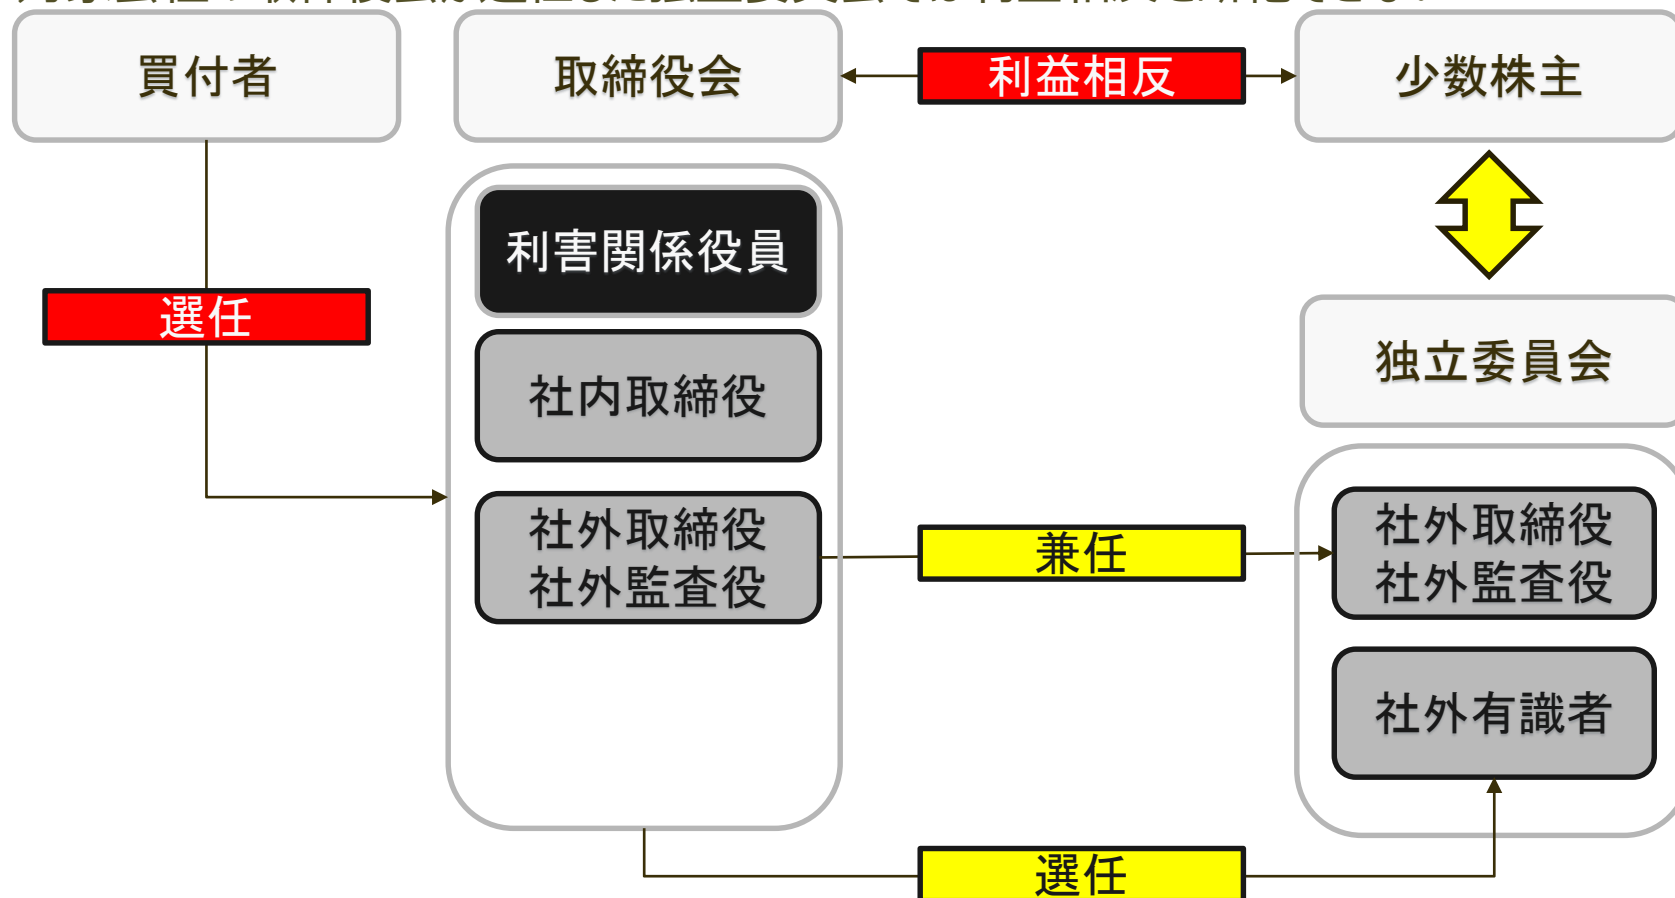 買付者
取締役会
利益相反
少数株主
利害関係役員
選任
社内取締役
独立委員会
社外取締役
社外監査役
兼任
社外取締役
社外監査役
社外有識者
選任